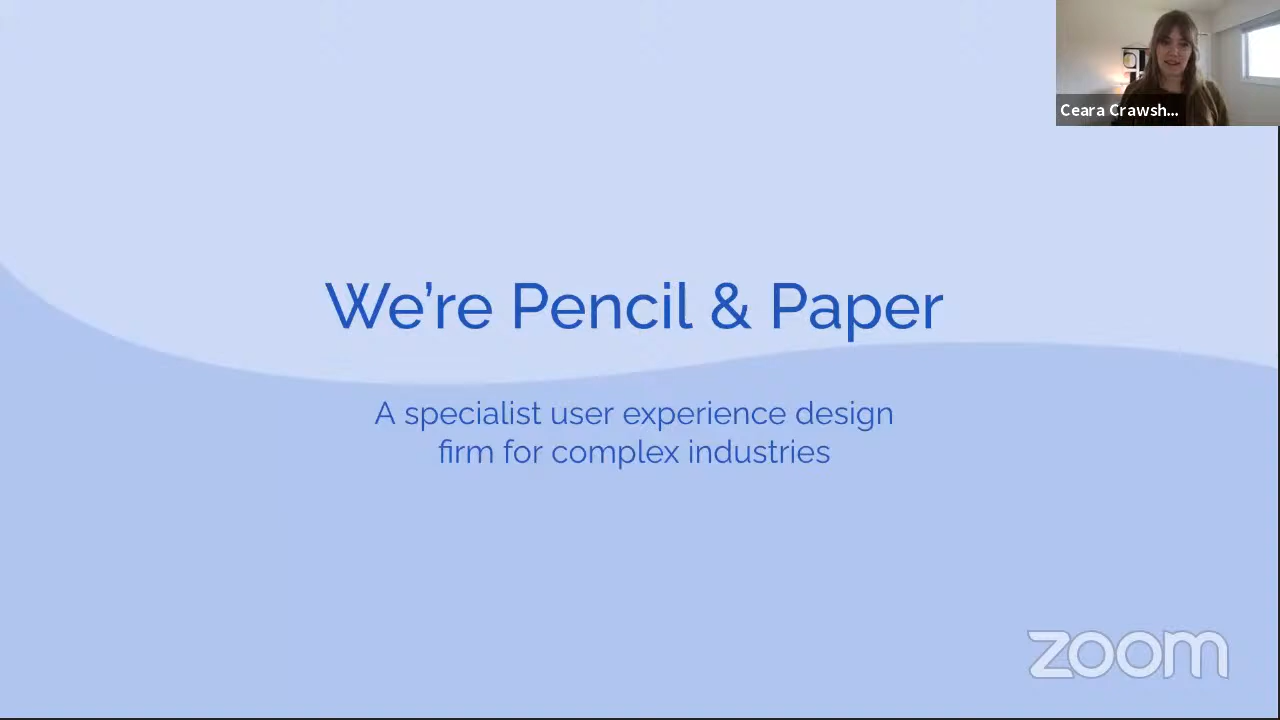 Ceara Crawsh...
We’re Pencil & Paper
A specialist user experience design
firm for complex industries
zoom